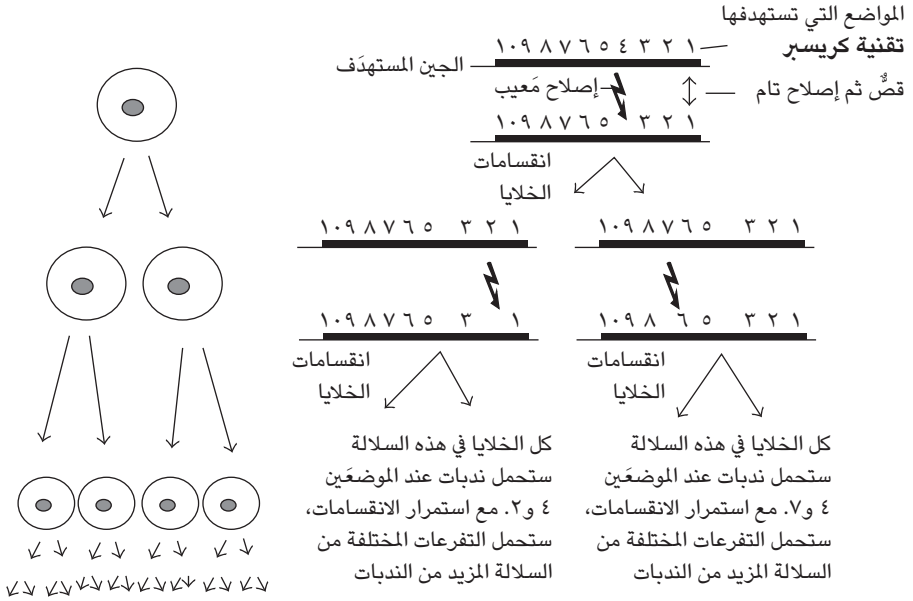 المواضع التي تستهدفها
تقنية كريسبر
١ ٢ ٣ ٤ ٥ ٦ ٧ ٨ ٩ ١٠
الجين المستهدَف
قصٌّ ثم إصلاح تام
إصلاح مَعيب
١ ٢ ٣ ٥ ٦ ٧ ٨ ٩ ١٠
انقسامات
الخلايا
١ ٢ ٣ ٥ ٦ ٧ ٨ ٩ ١٠
١ ٢ ٣ ٥ ٦ ٧ ٨ ٩ ١٠
١ ٢ ٣ ٥ ٦ ٨ ٩ ١٠
١ ٣ ٥ ٦ ٧ ٨ ٩ ١٠
انقسامات
الخلايا
انقسامات
الخلايا
كل الخلايا في هذه السلالة
ستحمل ندبات عند الموضعَين
٤ و٧. مع استمرار الانقسامات،
ستحمل التفرعات المختلفة من
السلالة المزيد من الندبات
كل الخلايا في هذه السلالة
ستحمل ندبات عند الموضعَين
٤ و٢. مع استمرار الانقسامات،
ستحمل التفرعات المختلفة من
السلالة المزيد من الندبات